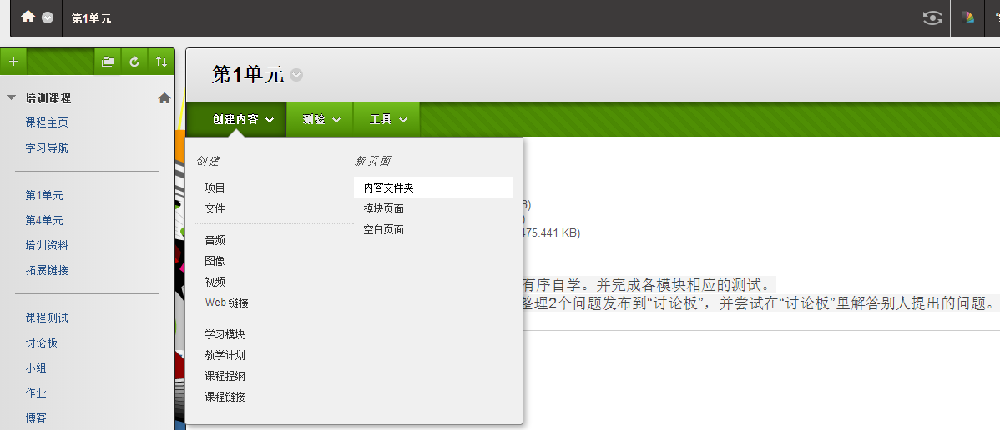 第1单元
培训课程
课程主页
学习导航
第1单元
第4单元
培训资料
拓展链接
课程测试
讨论板
小组
作业
博客
第1单元
创建内容 测验 工具
创建
项目
文件
音频
图像
视频
Web 链接
学习模块
教学计划
课程提纲
课程链接
新页面
内容文件夹
模块页面
空白页面
B)
)
475.441 KB)
有序自学。并完成各模块相应的测试。
整理2个问题发布到“讨论板”，并尝试在“讨论板”里解答别人提出的问题。